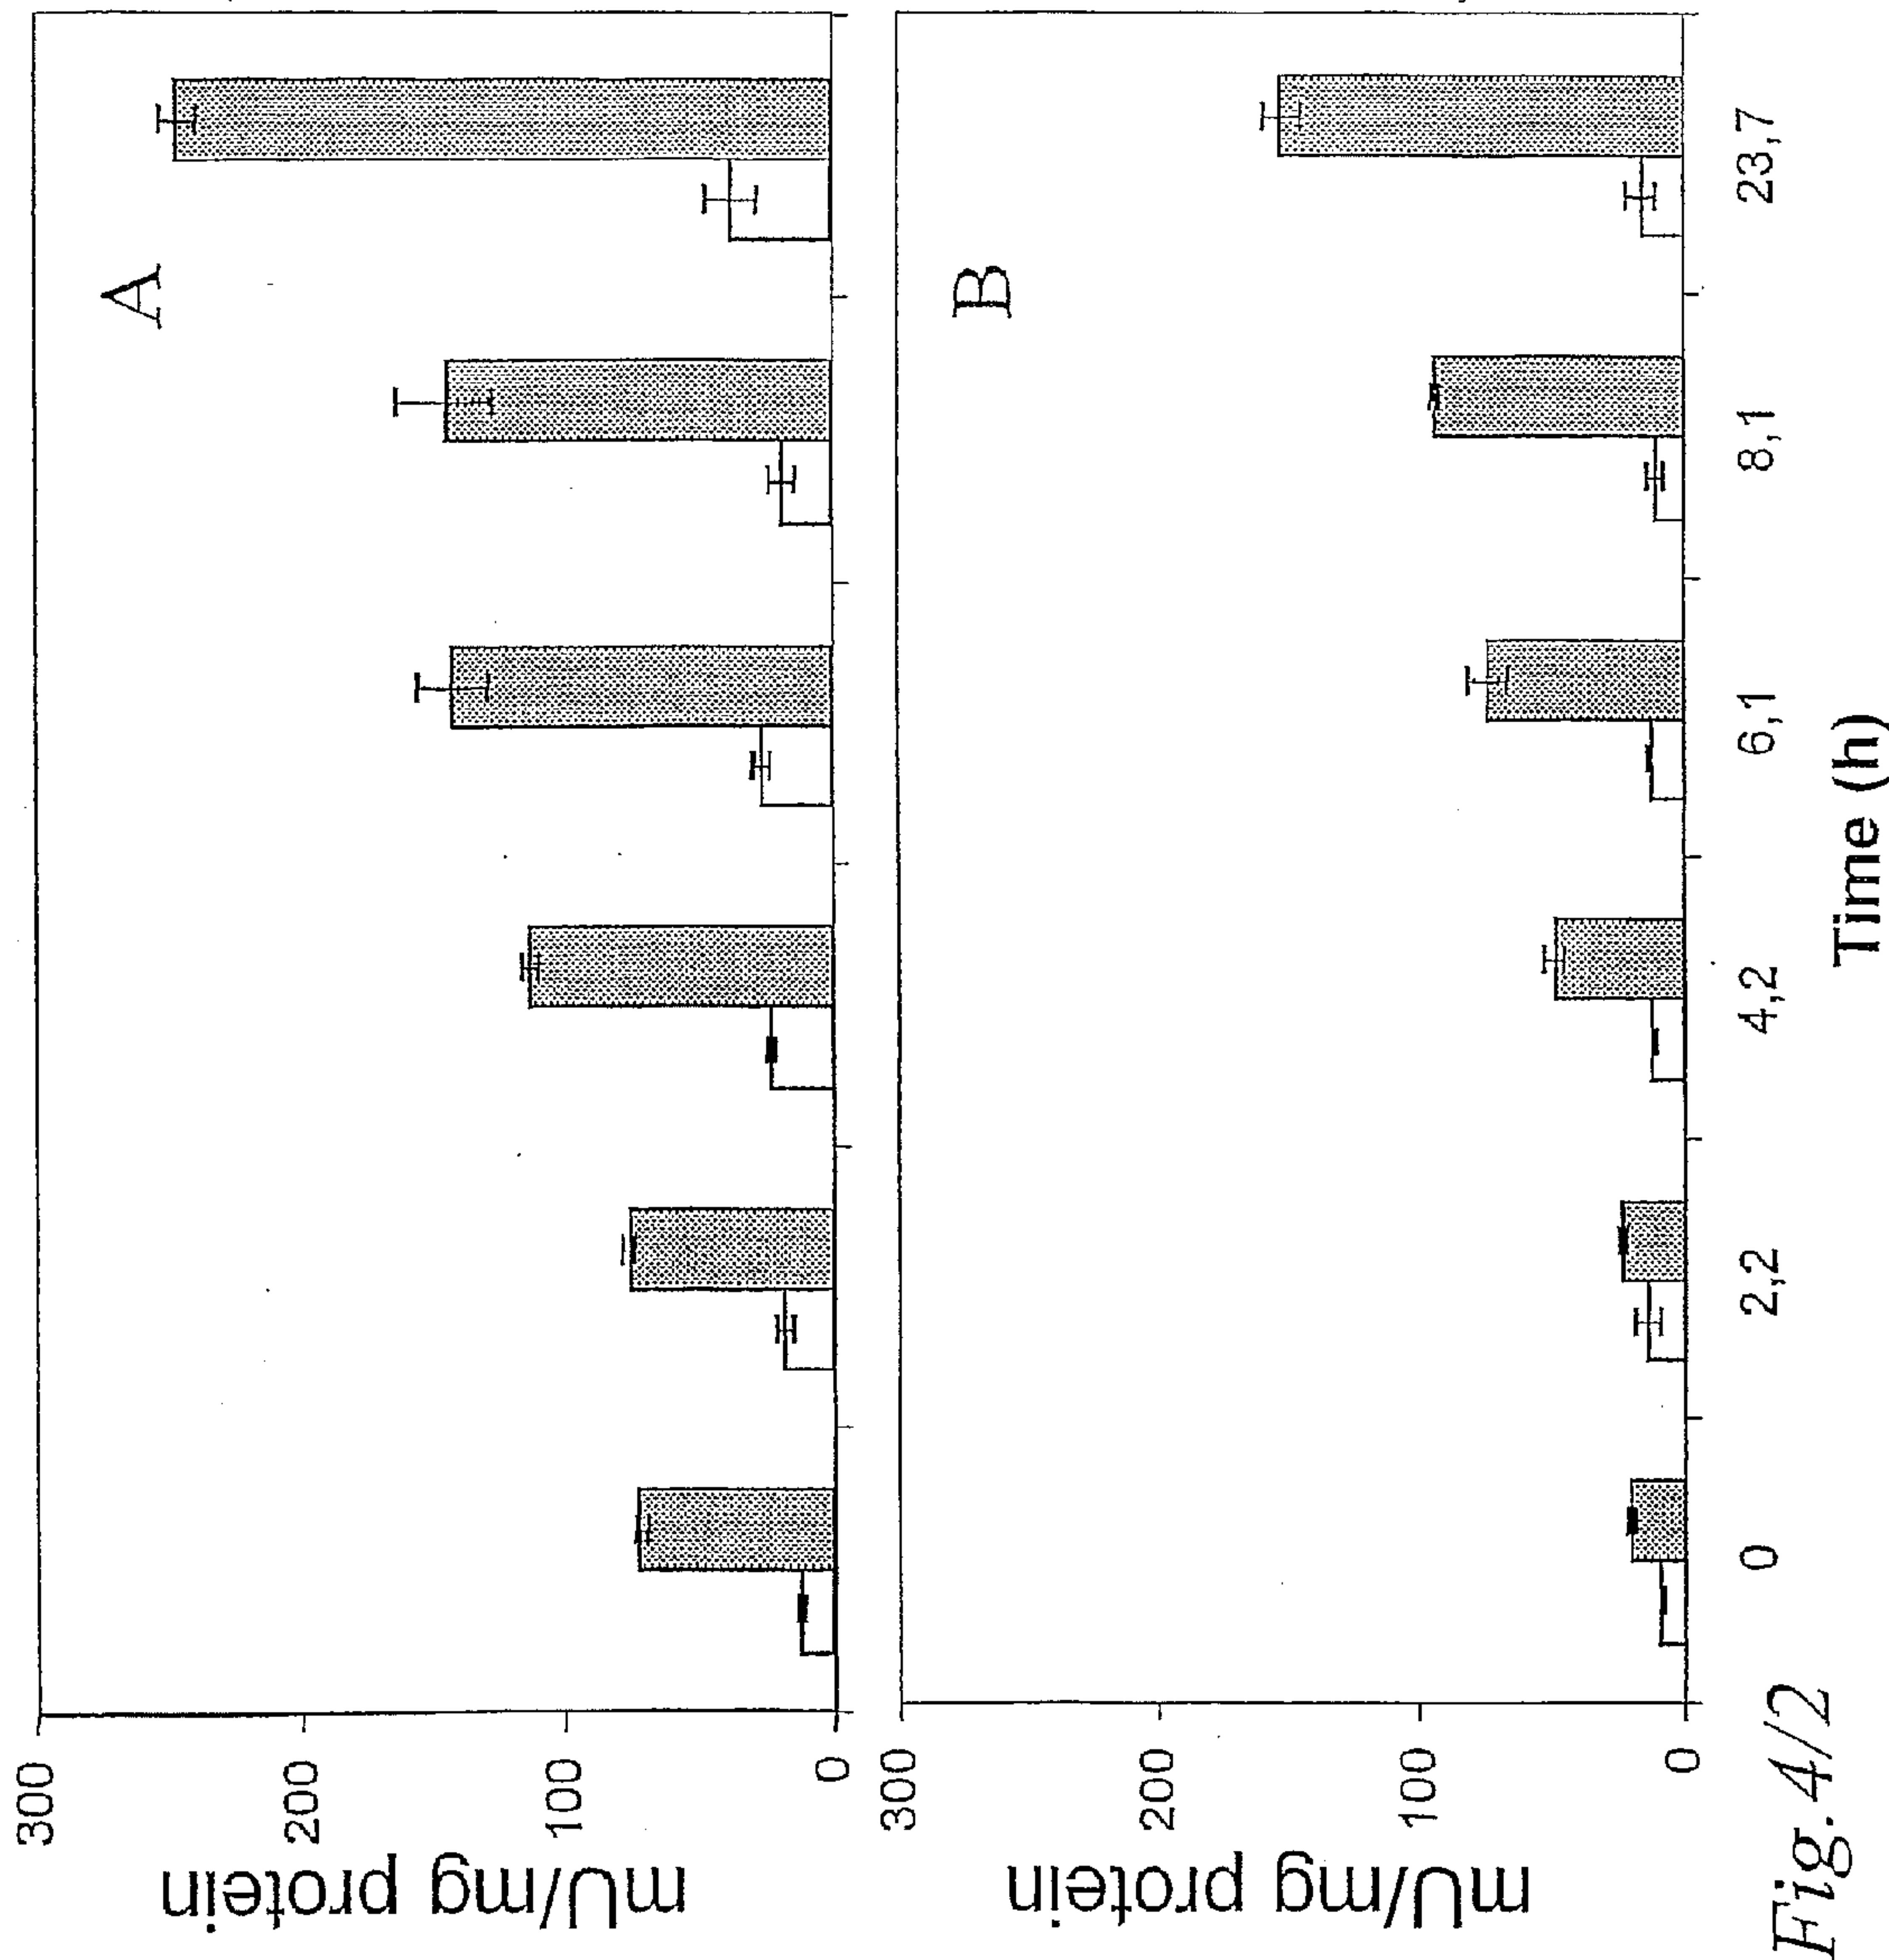 A
300
200
100
0
mU/mg protein
B
300
200
100
0
mU/mg protein
0 2,2 4,2 6,1 8,1 23,7
Time (h)
Fig. 4/2